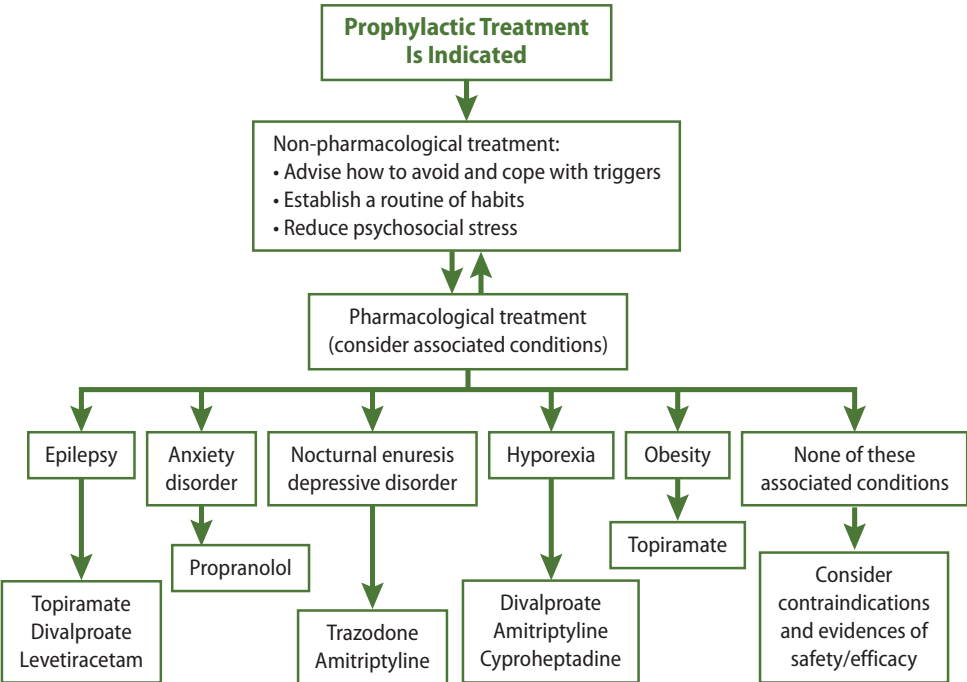 Prophylactic Treatment
Is Indicated
Non-pharmacological treatment:
• Advise how to avoid and cope with triggers
• Establish a routine of habits
• Reduce psychosocial stress
Pharmacological treatment
(consider associated conditions)
Epilepsy
Anxiety
disorder
Nocturnal enuresis
depressive disorder
Hyporexia
Obesity
None of these
associated conditions
Topiramate
Divalproate
Levetiracetam
Propranolol
Trazodone
Amitriptyline
Divalproate
Amitriptyline
Cyproheptadine
Topiramate
Consider
contraindications
and evidences of
safety/efficacy